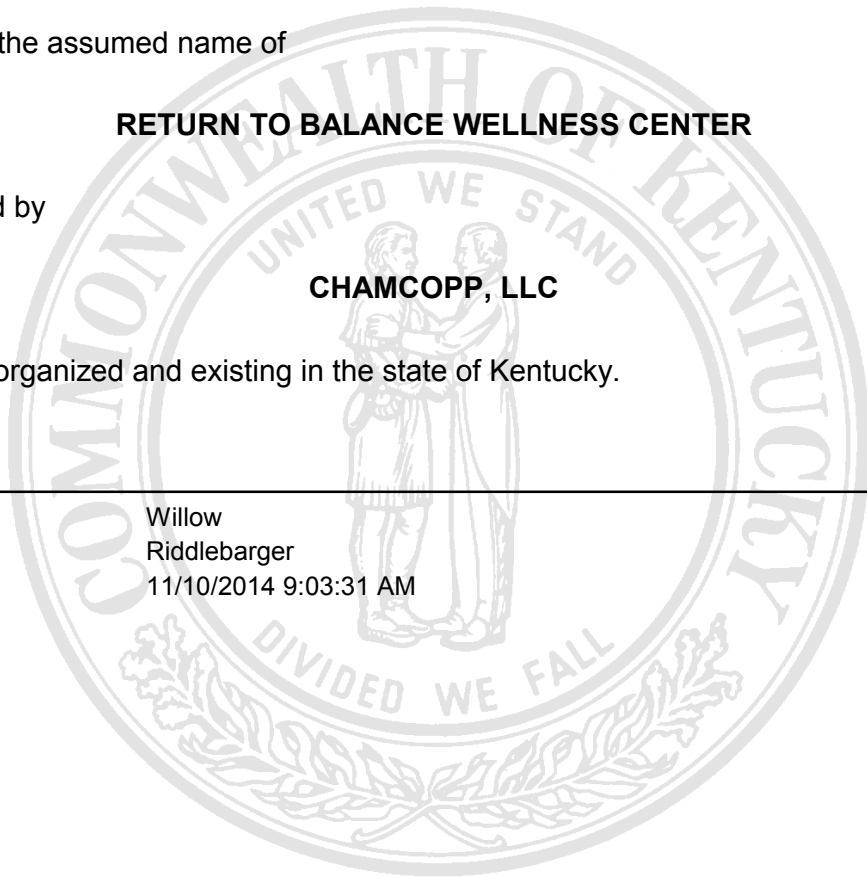 the assumed name of
RETURN TO BALANCE WELLNESS CENTER
d by
CHAMCOPP, LLC
organized and existing in the state of Kentucky.
Willow
Riddlebarger
11/10/2014 9:03:31 AM
COMMONWEALTH OF KENTUCKY
UNITED WE STAND
DIVIDED WE FALL